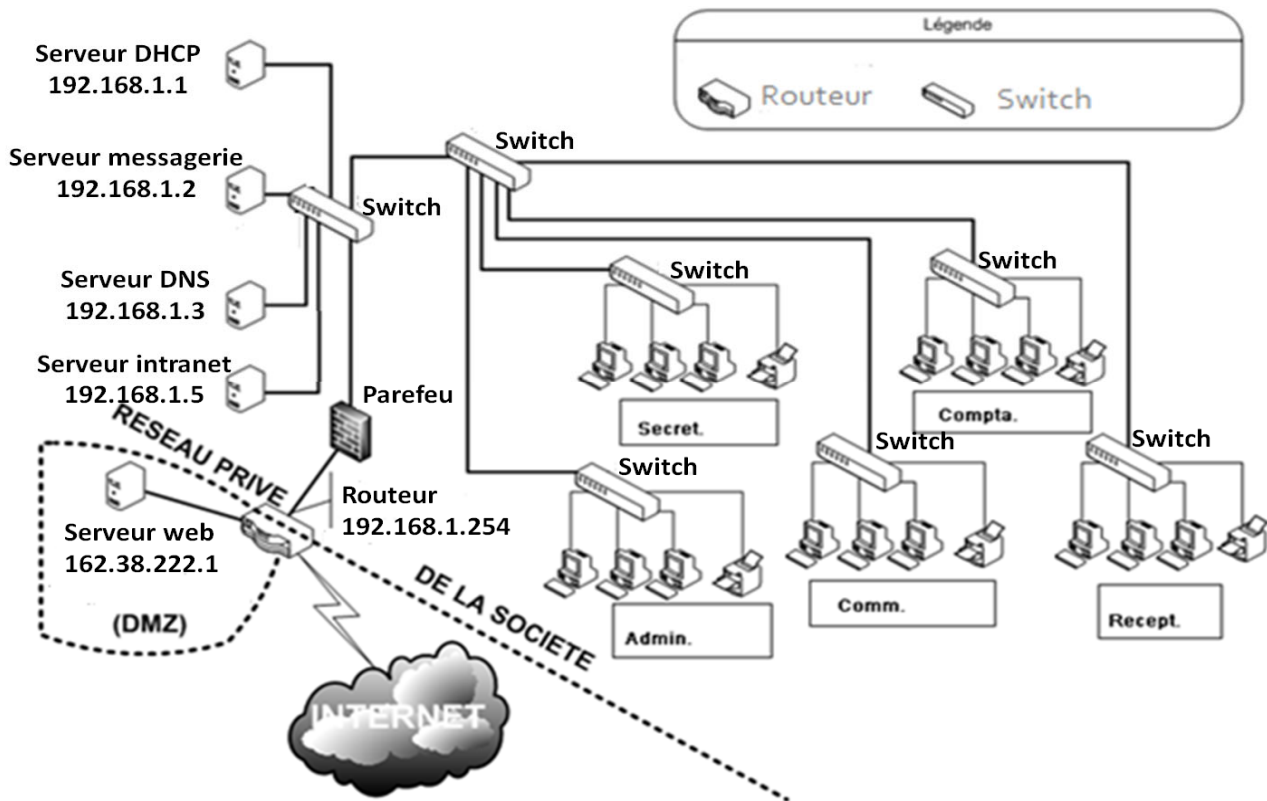 Légende
Routeur
Switch
Serveur DHCP
192.168.1.1
Serveur messagerie
192.168.1.2
Serveur DNS
192.168.1.3
Serveur intranet
192.168.1.5
Switch
Switch
Switch
Secret.
Switch
Compta.
Switch
Admin.
Switch
Comm.
Switch
Recept.
Parefeu
Routeur
192.168.1.254
RESEAU PRIVE
DE LA SOCIETE
Serveur web
162.38.222.1
(DMZ)
INTERNET